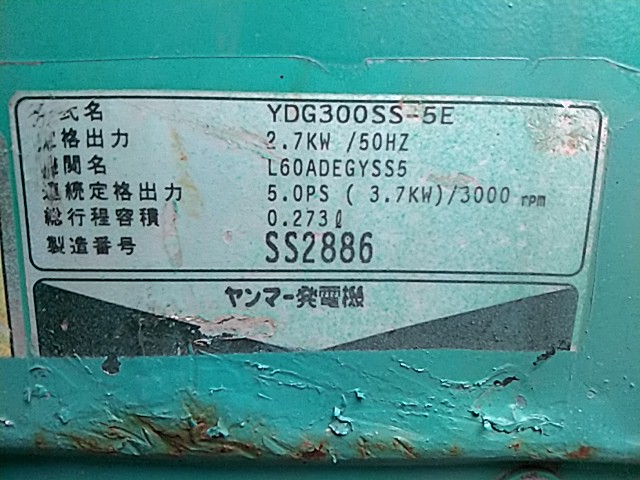 式名 YDG300SS-5E
定格出力 2.7KW /50HZ
機関名 L60ADEGYSS5
連続定格出力 5.0PS ( 3.7KW)/3000 rpm
総行程容積 0.273ℓ
製造番号 SS2886
ヤンマー発電機